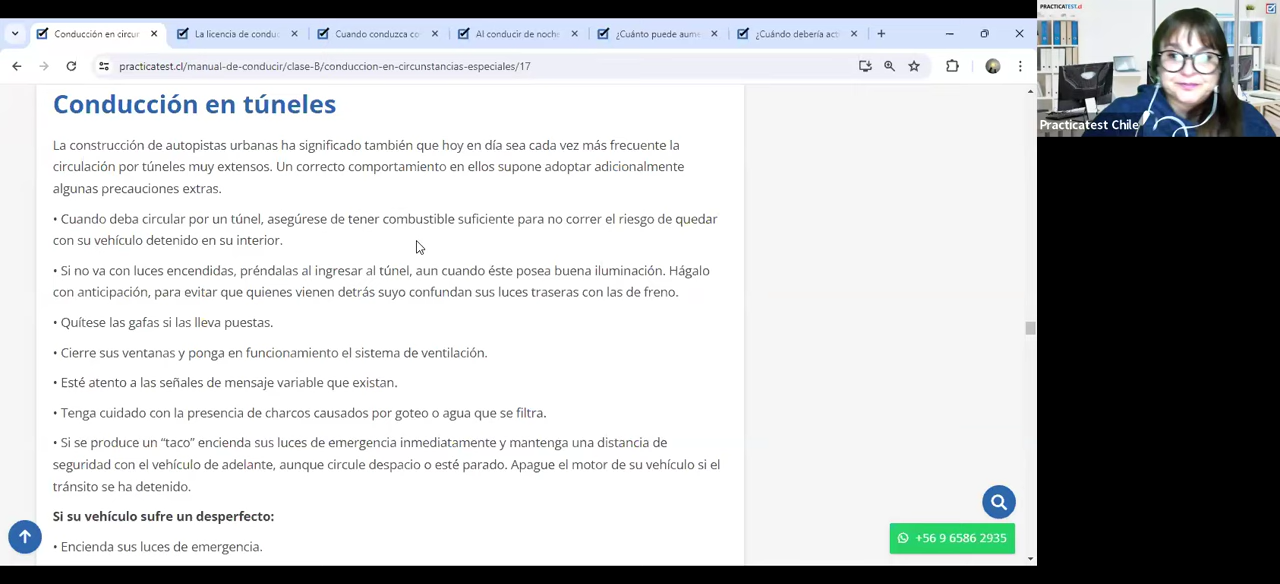 Conducción en circur
La licencia de conduc
Cuando conduzca co
Al conducir de noch
¿Cuánto puede aume
¿Cuándo debería act
practicatest.cl/manual-de-conducir/clase-B/conduccion-en-circunstancias-especiales/17
PRACTICATEST.cl
Practicatest Chile
Conducción en túneles
La construcción de autopistas urbanas ha significado también que hoy en día sea cada vez más frecuente la
circulación por túneles muy extensos. Un correcto comportamiento en ellos supone adoptar adicionalmente
algunas precauciones extras.
• Cuando deba circular por un túnel, asegúrese de tener combustible suficiente para no correr el riesgo de quedar
con su vehículo detenido en su interior.
• Si no va con luces encendidas, préndalas al ingresar al túnel, aun cuando éste posea buena iluminación. Hágalo
con anticipación, para evitar que quienes vienen detrás suyo confundan sus luces traseras con las de freno.
• Quítese las gafas si las lleva puestas.
• Cierre sus ventanas y ponga en funcionamiento el sistema de ventilación.
• Esté atento a las señales de mensaje variable que existan.
• Tenga cuidado con la presencia de charcos causados por goteo o agua que se filtra.
• Si se produce un “taco” encienda sus luces de emergencia inmediatamente y mantenga una distancia de
seguridad con el vehículo de adelante, aunque circule despacio o esté parado. Apague el motor de su vehículo si el
tránsito se ha detenido.
Si su vehículo sufre un desperfecto:
• Encienda sus luces de emergencia.
+56 9 6586 2935